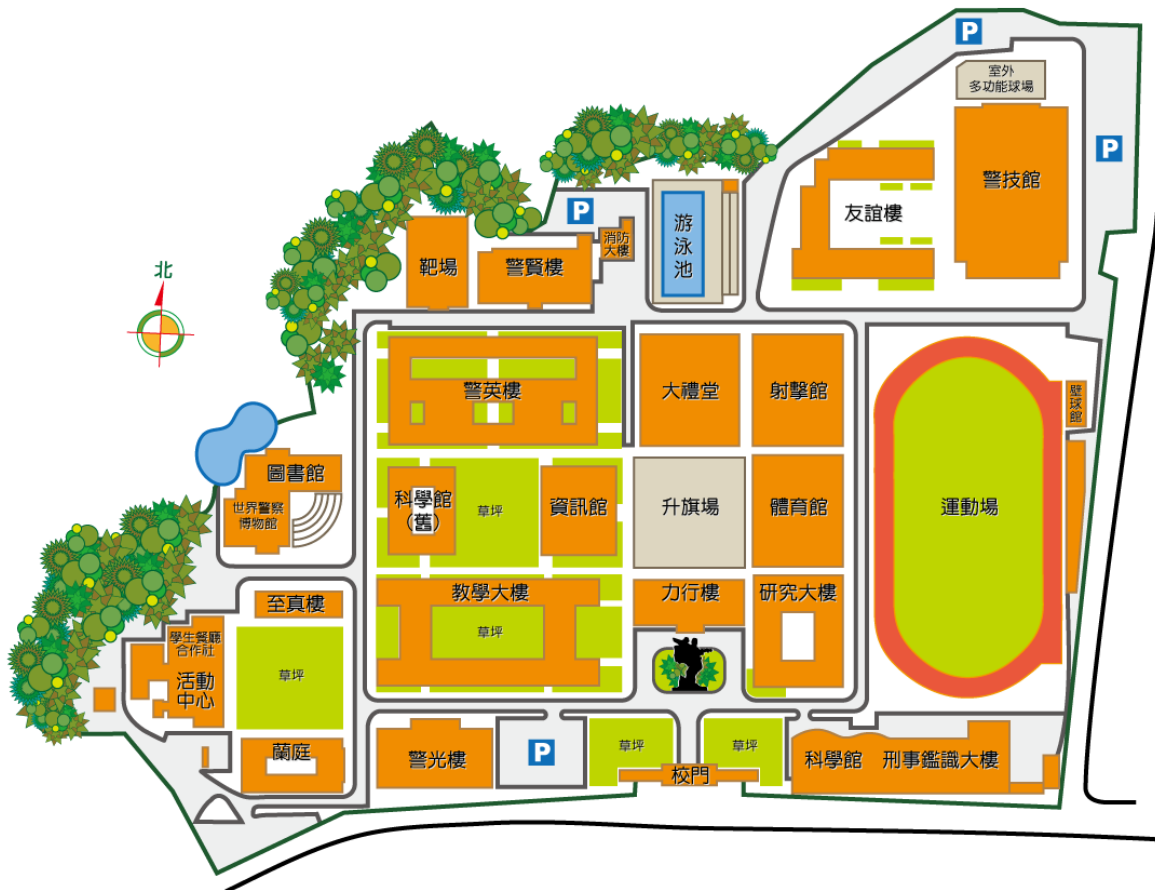 P
室外
多功能球場
P
警技館
友誼樓
P
消防
大樓
游
泳
池
靶場
警賢樓
北
警英樓
大禮堂
射擊館
壁
球
館
圖書館
世界警察
博物館
科學館
(舊)
草坪
資訊館
升旗場
體育館
運動場
教學大樓
草坪
力行樓
研究大樓
至真樓
學生餐廳
合作社
活動
中心
草坪
蘭庭
警光樓
P
草坪
草坪
校門
科學館 刑事鑑識大樓